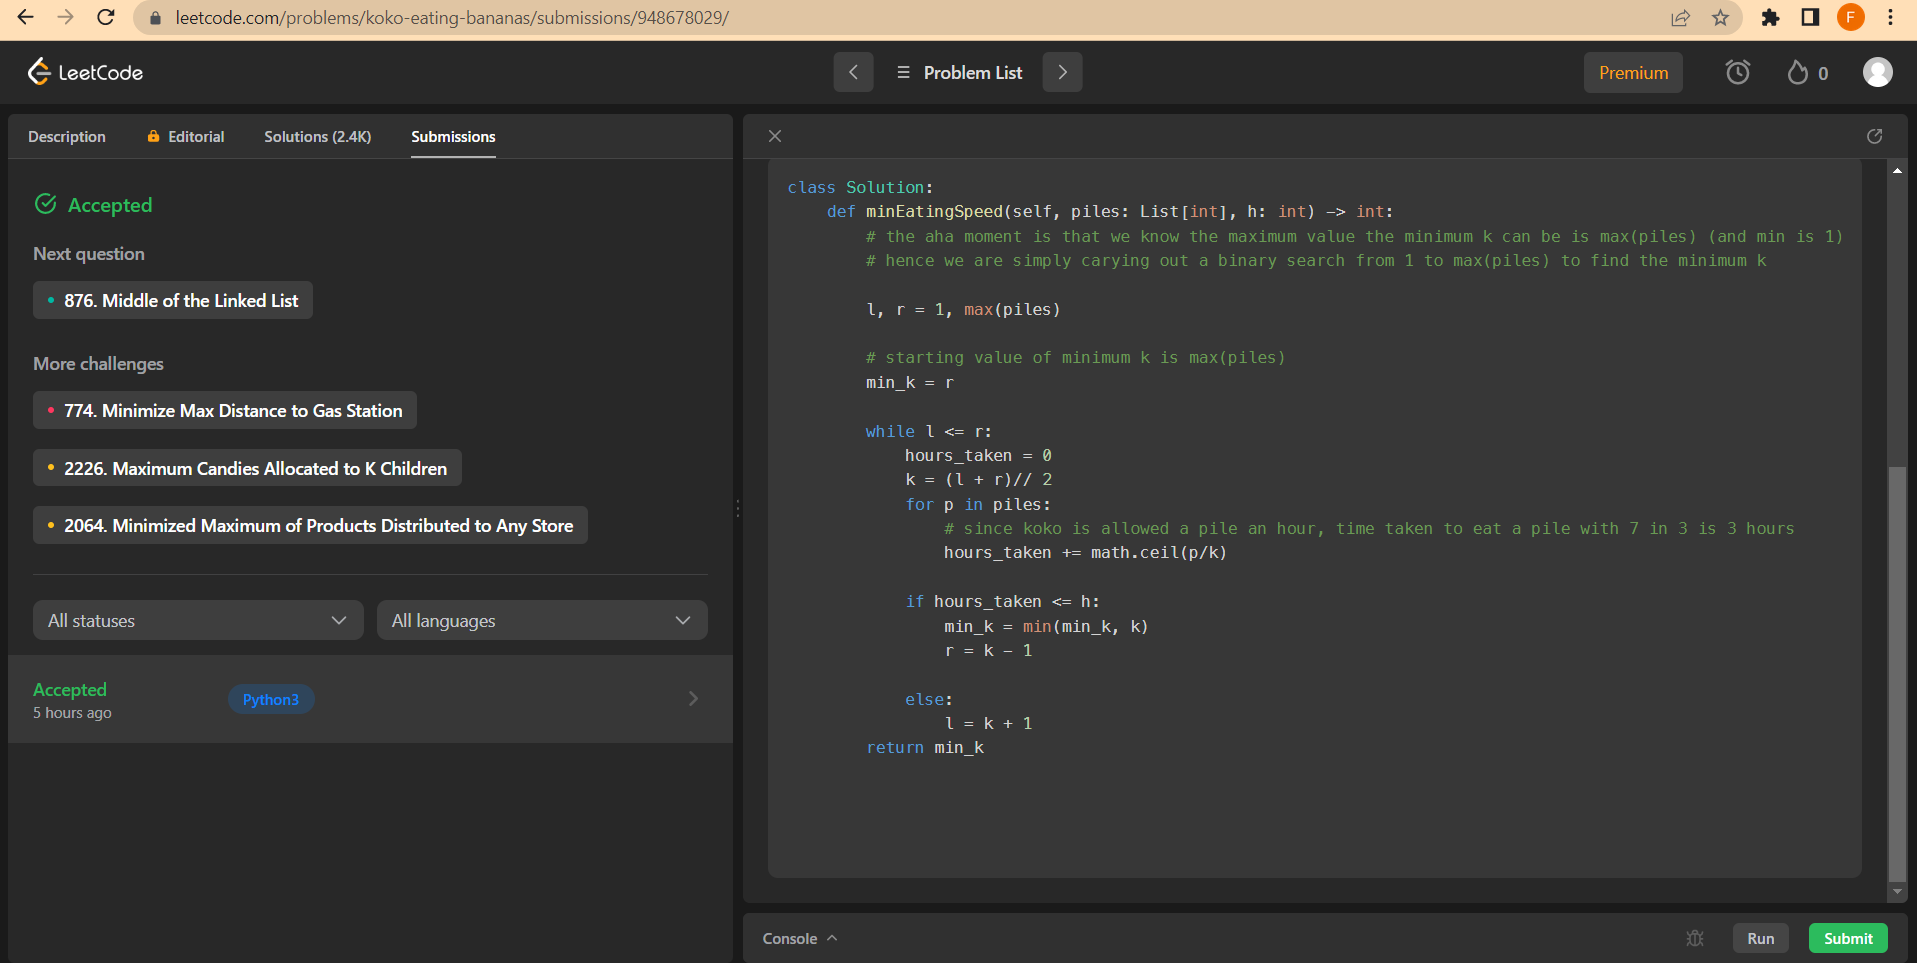 leetcode.com/problems/koko-eating-bananas/submissions/948678029/
F
LeetCode
Problem List
Premium
0
Description
Editorial
Solutions (2.4K)
Submissions
Accepted
Next question
876. Middle of the Linked List
More challenges
774. Minimize Max Distance to Gas Station
2226. Maximum Candies Allocated to K Children
2064. Minimized Maximum of Products Distributed to Any Store
All statuses
All languages
Accepted
5 hours ago
Python3
class Solution:
    def minEatingSpeed(self, piles: List[int], h: int) -> int:
        # the aha moment is that we know the maximum value the minimum k can be is max(piles) (and min is 1)
        # hence we are simply carying out a binary search from 1 to max(piles) to find the minimum k
        l, r = 1, max(piles)
        # starting value of minimum k is max(piles)
        min_k = r
        while l <= r:
            hours_taken = 0
            k = (l + r)// 2
            for p in piles:
                # since koko is allowed a pile an hour, time taken to eat a pile with 7 in 3 is 3 hours
                hours_taken += math.ceil(p/k)
            if hours_taken <= h:
                min_k = min(min_k, k)
                r = k - 1
            else:
                l = k + 1
        return min_k
Console
Run
Submit